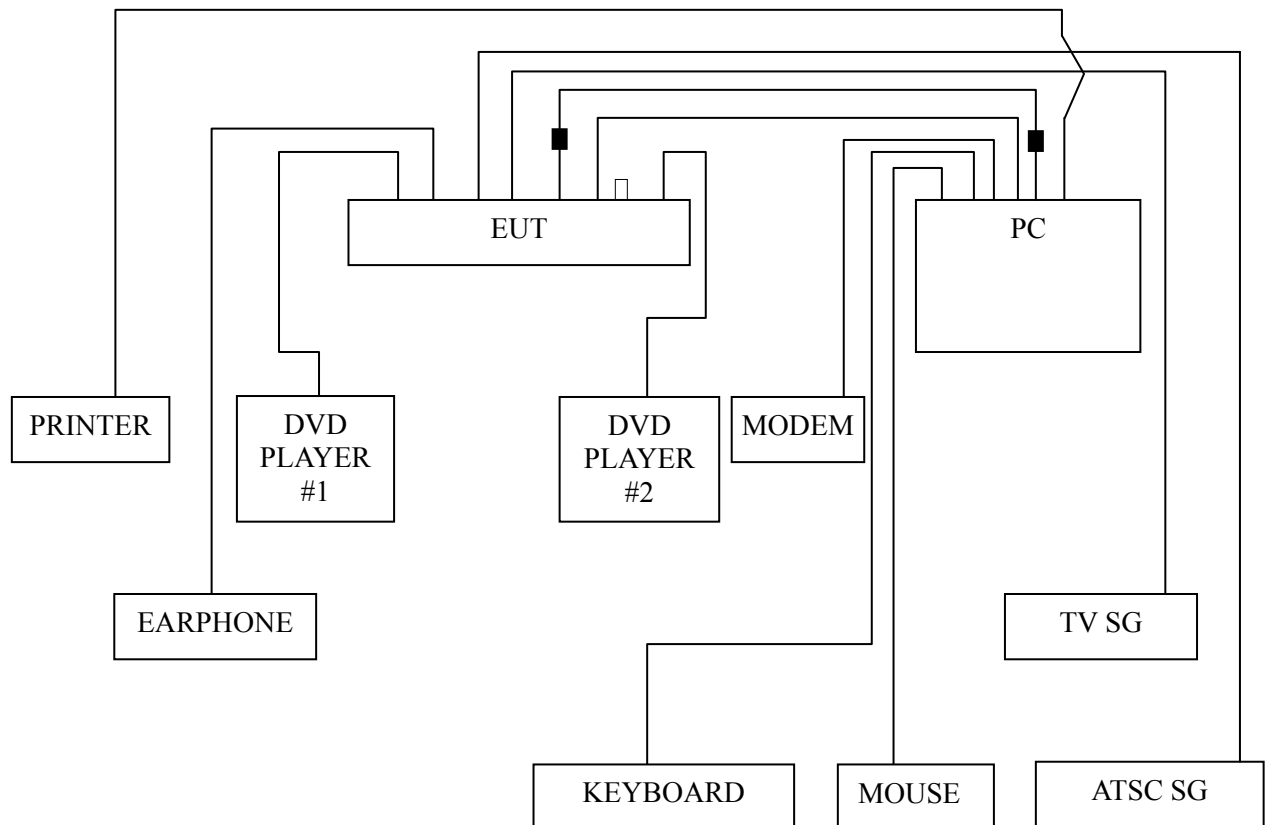 EUT
PC
PRINTER
DVD
PLAYER
#1
DVD
PLAYER
#2
MODEM
EARPHONE
TV SG
KEYBOARD
MOUSE
ATSC SG